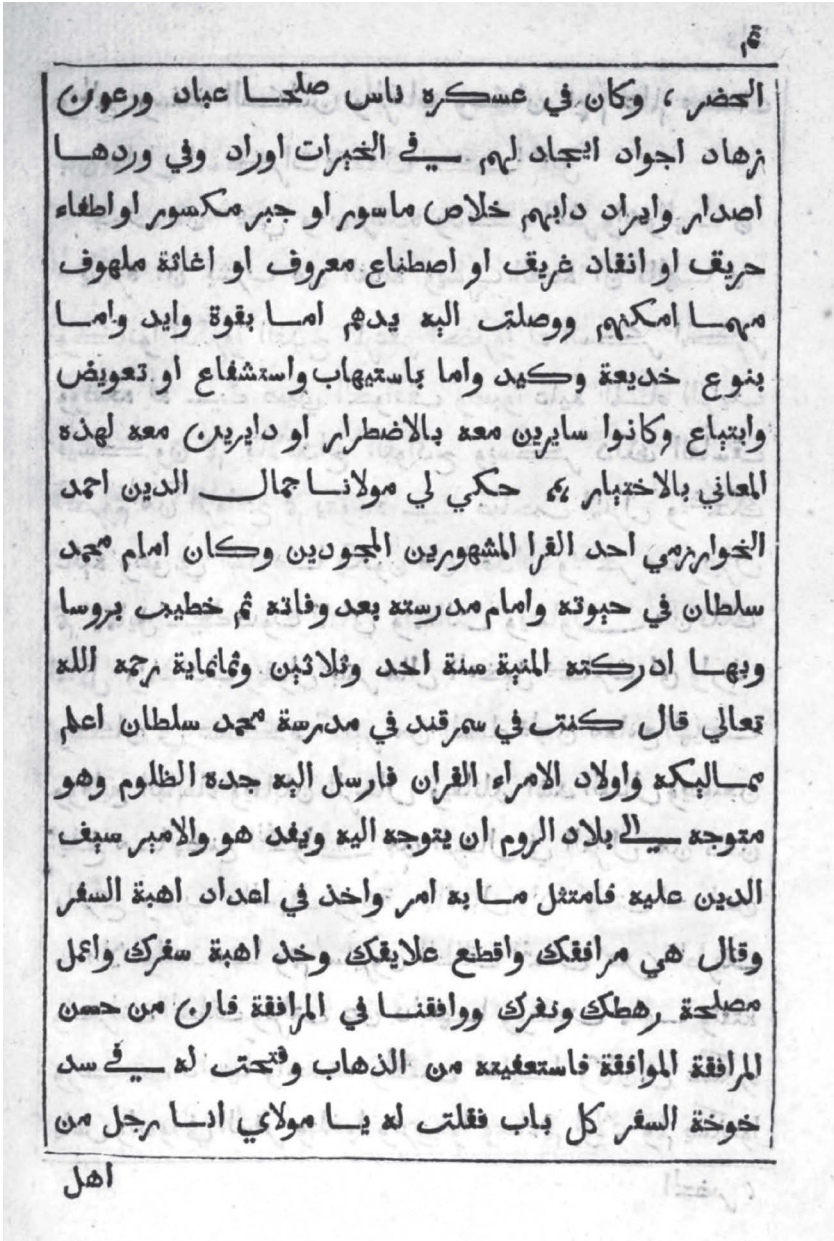 الحضر ، وكان في عسكره ناس صلحا عباد ورعون
زهاد اجواد انجاد لهم في الخيرات اوراد وفي وردها
اصدار وايراد دابهم خلاص ماسور او جبر مكسور او اطفاء
حريق او انقاد غريق او اصطناع معروف او اغاثة ملهوف
مهما امكنهم ووصلت اليه يدهم اما بقوة وايد واما
بنوع خديعة وكيد واما باستيهاب واستشفاع او تعويض
وابتياع وكانوا سايرين معه بالاضطرار او دايرين معه لهذه
المعاني بالاختيار ،، حكي لي مولانا جمال الدين احمد
الخوارزمي احد القرا المشهورين المجودين وكان امام محمد
سلطان في حيوته وامام مدرسته بعد وفاته ثم خطيب بروسا
وبها ادركته المنية سنة احد وثلاثين وثمانماية رحمه الله
تعالي قال كنت في سمرقند في مدرسة محمد سلطان اعلم
مماليكه واولاد الامراء القران فارسل اليه جده الظلوم وهو
متوجه الي بلاد الروم ان يتوجه اليه ويفد هو والامير سيف
الدين عليه فامتثل ما به امر واخذ في اعداد اهبة السفر
وقال هي مرافقك واقطع علايقك وخد اهبة سفرك واعمل
مصلحة رهطك ونفرك ووافقنا في المرافقة فان من حسن
المرافقة الموافقة فاستعفيته من الذهاب وفتحت له في سد
خوخة السفر كل باب فقلت له يا مولاي انا رجل من
اهل